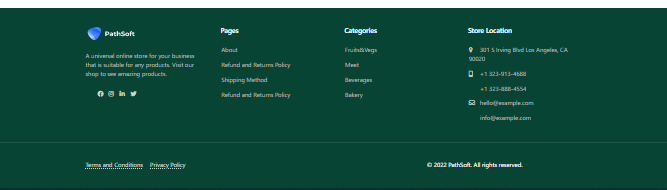 PathSoft
A universal online store for your business
that is suitable for any products. Visit our
shop to see amazing products.
Pages
About
Refund and Returns Policy
Shipping Method
Refund and Returns Policy
Categories
Fruits&Vegs
Meet
Beverages
Bakery
Store Location
301 S Irving Blvd Los Angeles, CA
90020
+1 323-913-4688
+1 323-888-4554
hello@example.com
info@example.com
Terms and Conditions Privacy Policy
© 2022 PathSoft. All rights reserved.